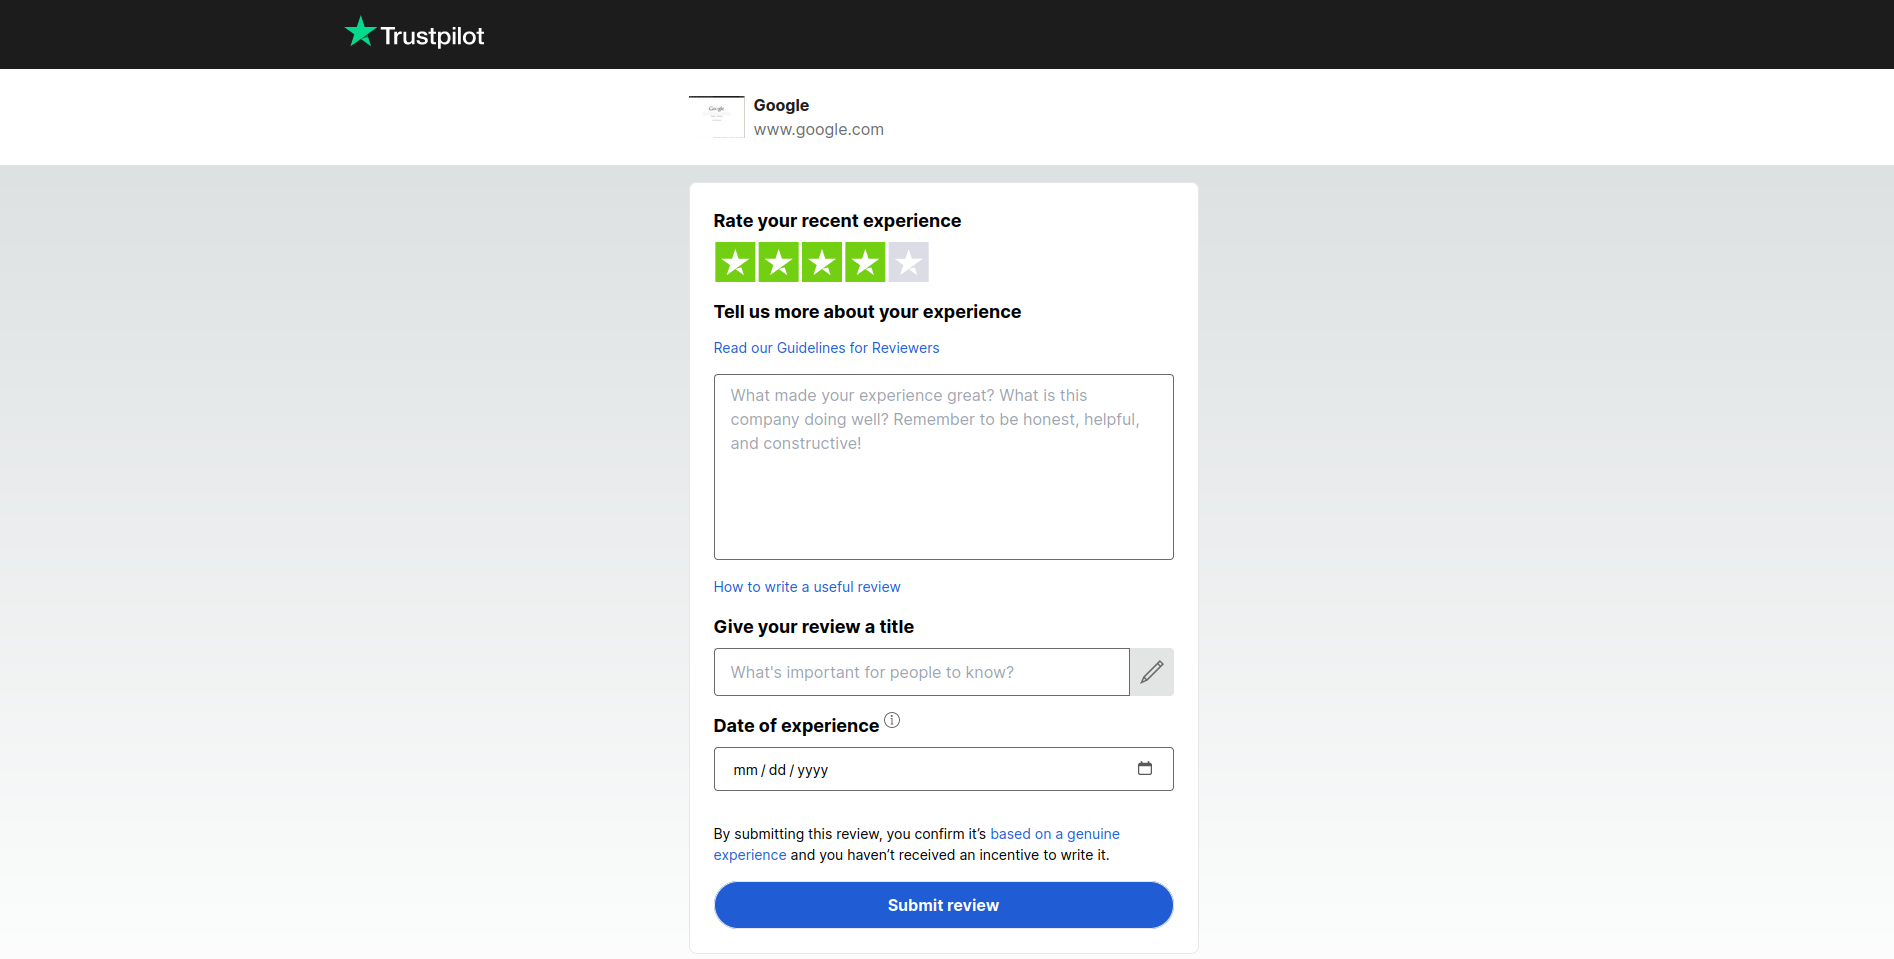 Trustpilot
Google
www.google.com
Rate your recent experience
Tell us more about your experience
Read our Guidelines for Reviewers
What made your experience great? What is this
company doing well? Remember to be honest, helpful,
and constructive!
How to write a useful review
Give your review a title
What's important for people to know?
Date of experience
mm / dd / yyyy
By submitting this review, you confirm it’s based on a genuine
experience and you haven’t received an incentive to write it.
Submit review